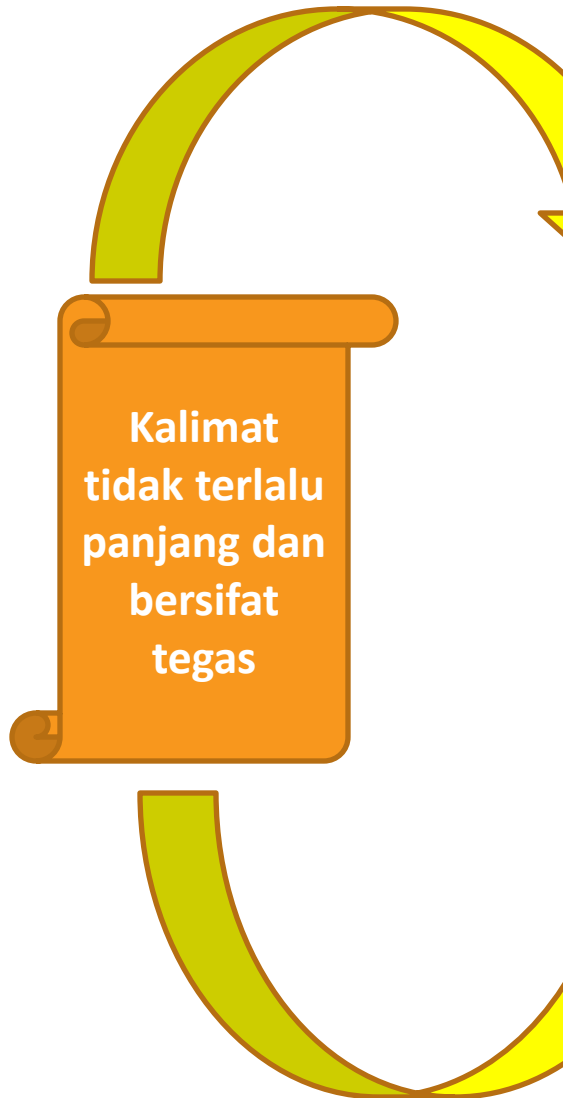 Kalimat
tidak terlalu
panjang dan
bersifat
tegas